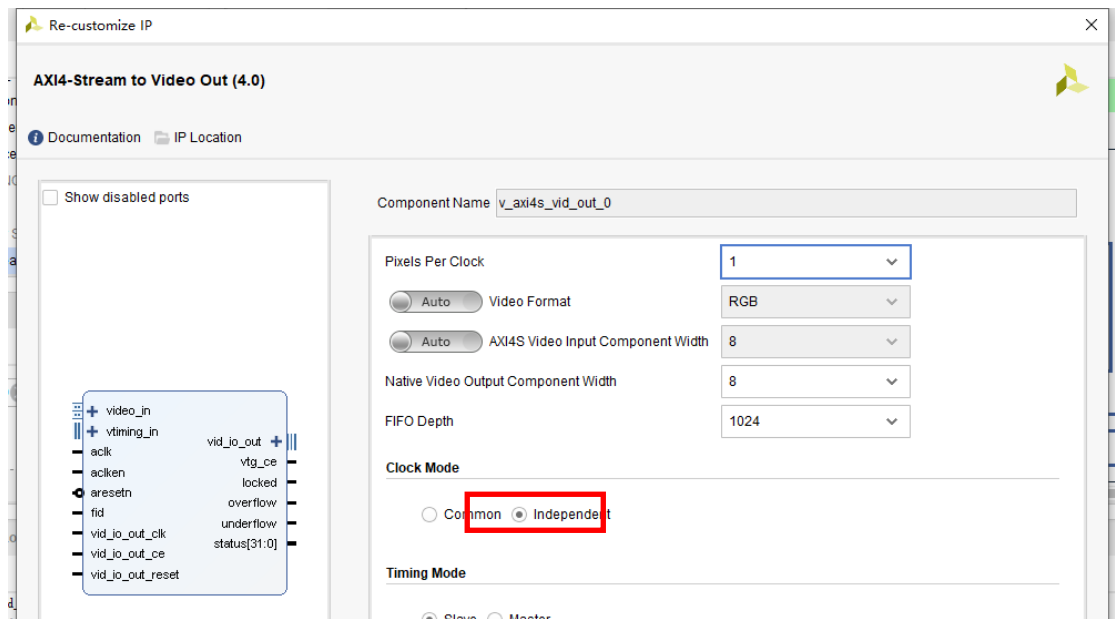 Re-customize IP
AXI4-Stream to Video Out (4.0)
Documentation IP Location
Show disabled ports
video_in
vtiming_in
aclk
aclken
aresetn
fid
vid_io_out_clk
vid_io_out_ce
vid_io_out_reset
vid_io_out
vtg_ce
locked
overflow
underflow
status[31:0]
Component Name v_axi4s_vid_out_0
Pixels Per Clock 1
Auto Video Format RGB
Auto AXI4S Video Input Component Width 8
Native Video Output Component Width 8
FIFO Depth 1024
Clock Mode
Common Independent
Timing Mode
Slave Master